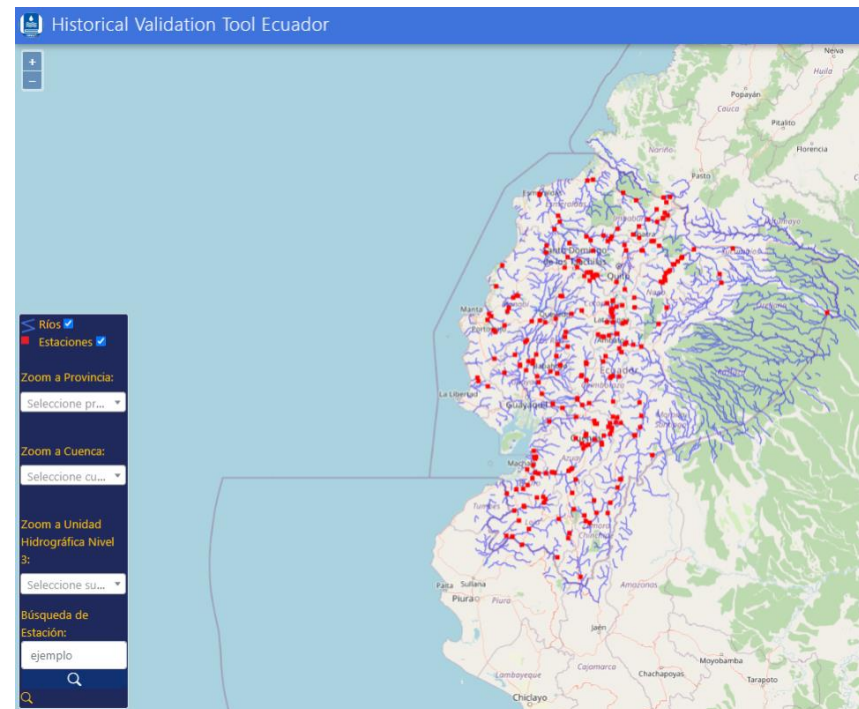 Historical Validation Tool Ecuador
+
−
Neiva
Huila
Popayán
Cauca
Pitalito
Florencia
Nariño
Pasto
Esmeraldas
Quito
Napo
Manta
Ecuador
La Libertad
Guayaquil
Cuenca
Azuay
Machala
Tumbes
Loja
Zamora
Chinchipe
Paita
Sullana
Piura
Piura
Amazonas
Jaén
Moyobamba
Cajamarca
Chachapoyas
Tarapoto
Lambayeque
Chiclayo
Ríos
Estaciones
Zoom a Provincia:
Seleccione pr...
Zoom a Cuenca:
Seleccione cu...
Zoom a Unidad
Hidrográfica Nivel
3:
Seleccione su...
Búsqueda de
Estación:
ejemplo